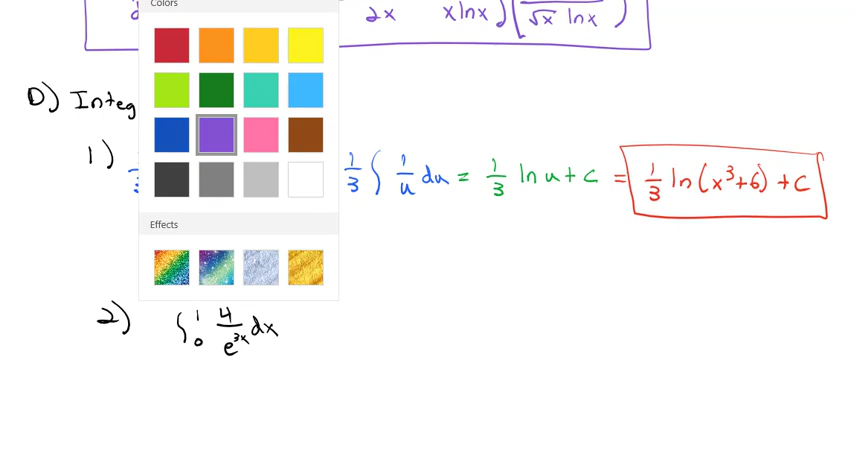 2x x ln x) ( √x ln x )
Colors
D) Integ
1) 1/3 ∫ 1/u du = 1/3 ln u + c = 1/3 ln(x³+6) + C
Effects
2) ∫₀¹ 4/e³ˣ dx